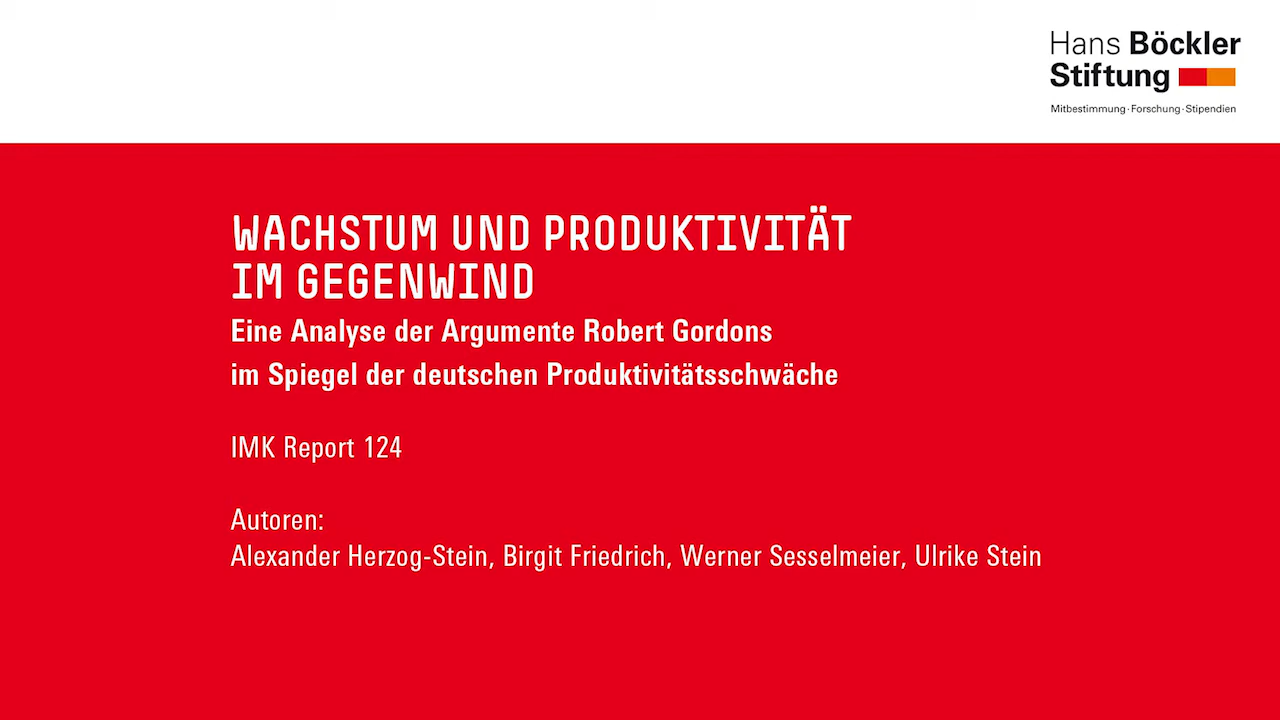 Hans Böckler
Stiftung
Mitbestimmung · Forschung · Stipendien
WACHSTUM UND PRODUKTIVITÄT
IM GEGENWIND
Eine Analyse der Argumente Robert Gordons
im Spiegel der deutschen Produktivitätsschwäche
IMK Report 124
Autoren:
Alexander Herzog-Stein, Birgit Friedrich, Werner Sesselmeier, Ulrike Stein